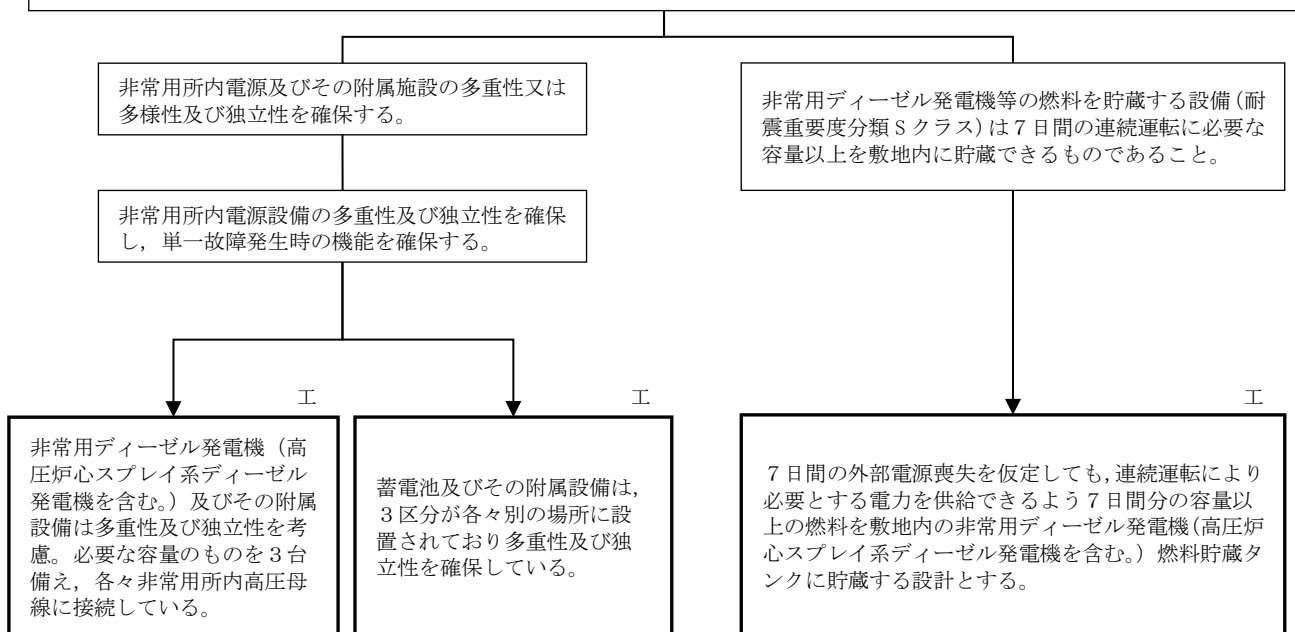 非常用所内電源及びその附属施設の多重性又は
多様性及び独立性を確保する。
非常用ディーゼル発電機等の燃料を貯蔵する設備（耐
震重要度分類Ｓクラス）は７日間の連続運転に必要な
容量以上を敷地内に貯蔵できるものであること。
非常用所内電源設備の多重性及び独立性を確保
し，単一故障発生時の機能を確保する。
工
工
工
非常用ディーゼル発電機（高
圧炉心スプレイ系ディーゼル
発電機を含む。）及びその附属
設備は多重性及び独立性を考
慮。必要な容量のものを３台
備え，各々非常用所内高圧母
線に接続している。
蓄電池及びその附属設備は，
３区分が各々別の場所に設
置されており多重性及び独
立性を確保している。
７日間の外部電源喪失を仮定しても，連続運転により
必要とする電力を供給できるよう７日間分の容量以
上の燃料を敷地内の非常用ディーゼル発電機（高圧炉
心スプレイ系ディーゼル発電機を含む。）燃料貯蔵タ
ンクに貯蔵する設計とする。